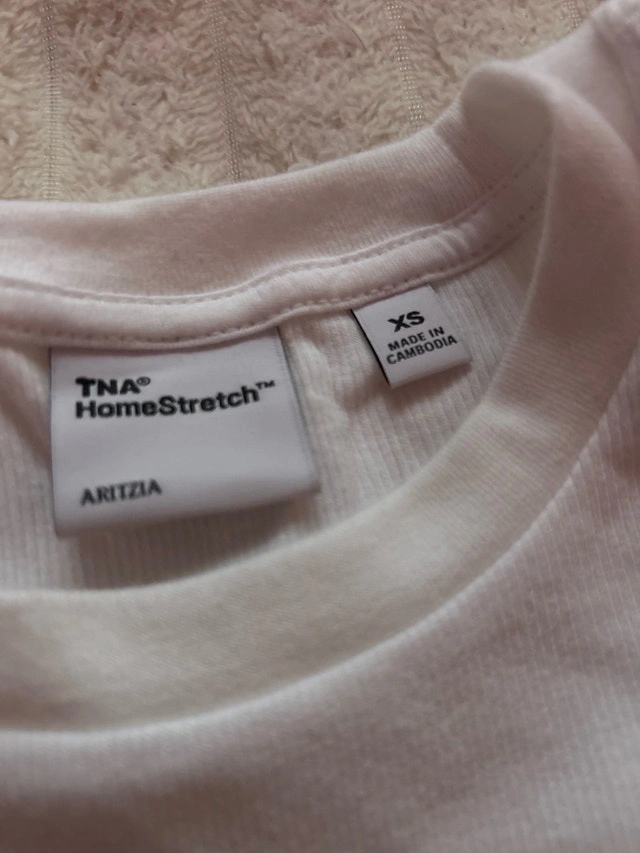 TNA®
HomeStretch™
ARITZIA
XS
MADE IN
CAMBODIA